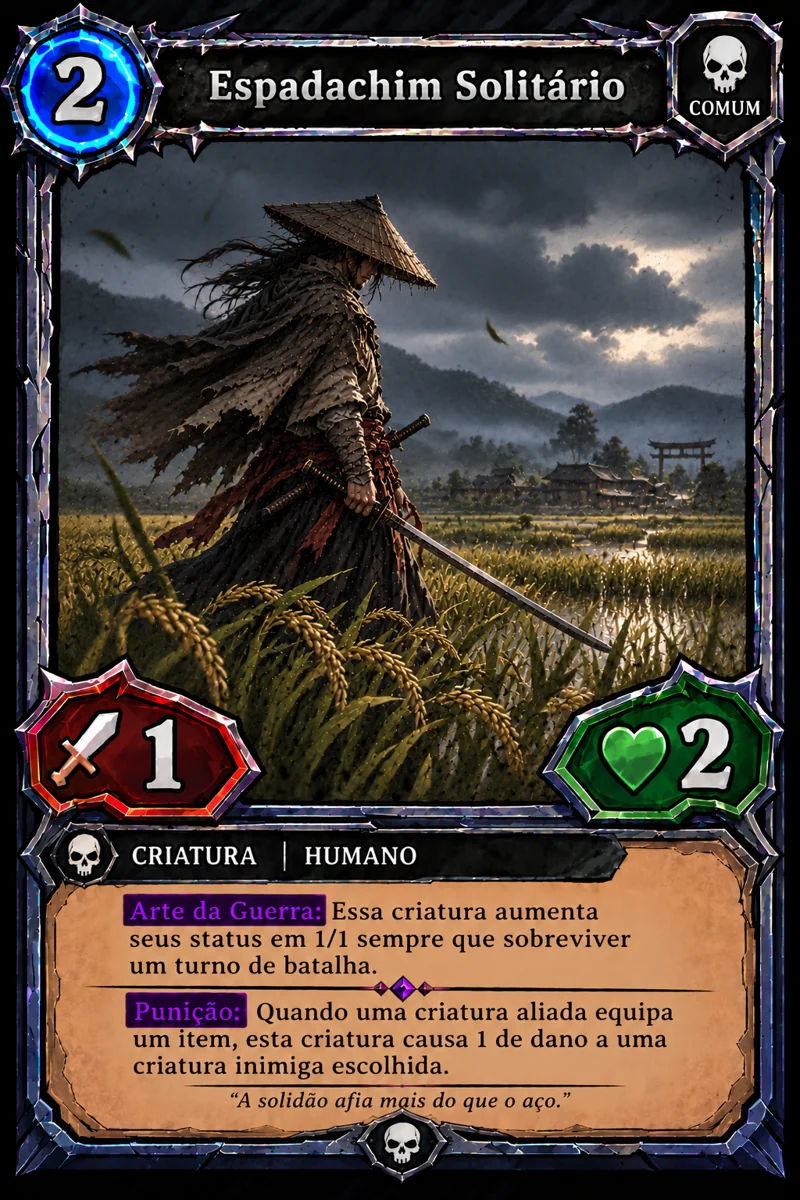 2
Espadachim Solitário
COMUM
1
2
CRIATURA | HUMANO
Arte da Guerra: Essa criatura aumenta
seus status em 1/1 sempre que sobreviver
um turno de batalha.
Punição: Quando uma criatura aliada equipa
um item, esta criatura causa 1 de dano a uma
criatura inimiga escolhida.
“A solidão afia mais do que o aço.”